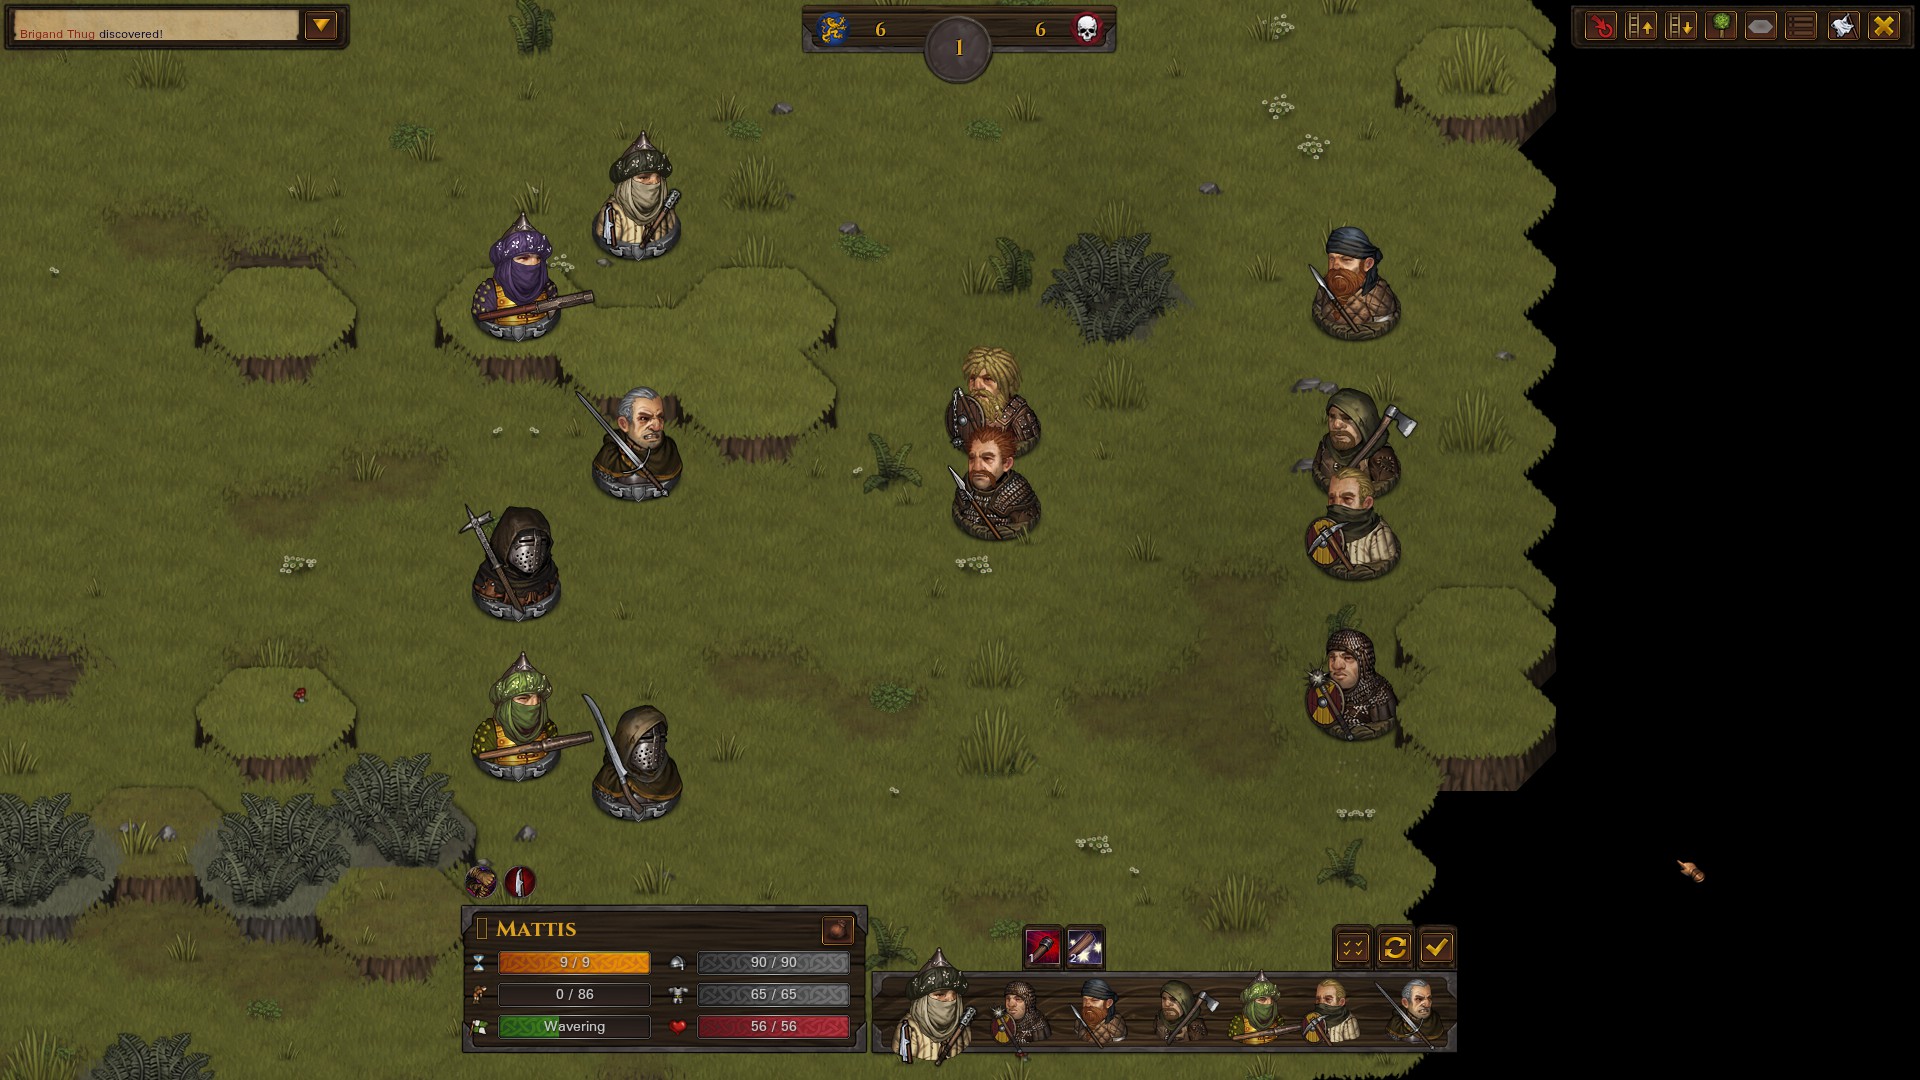 Brigand Thug discovered!
6
1
6
Mattis
9 / 9
90 / 90
0 / 86
65 / 65
Wavering
56 / 56
1
2